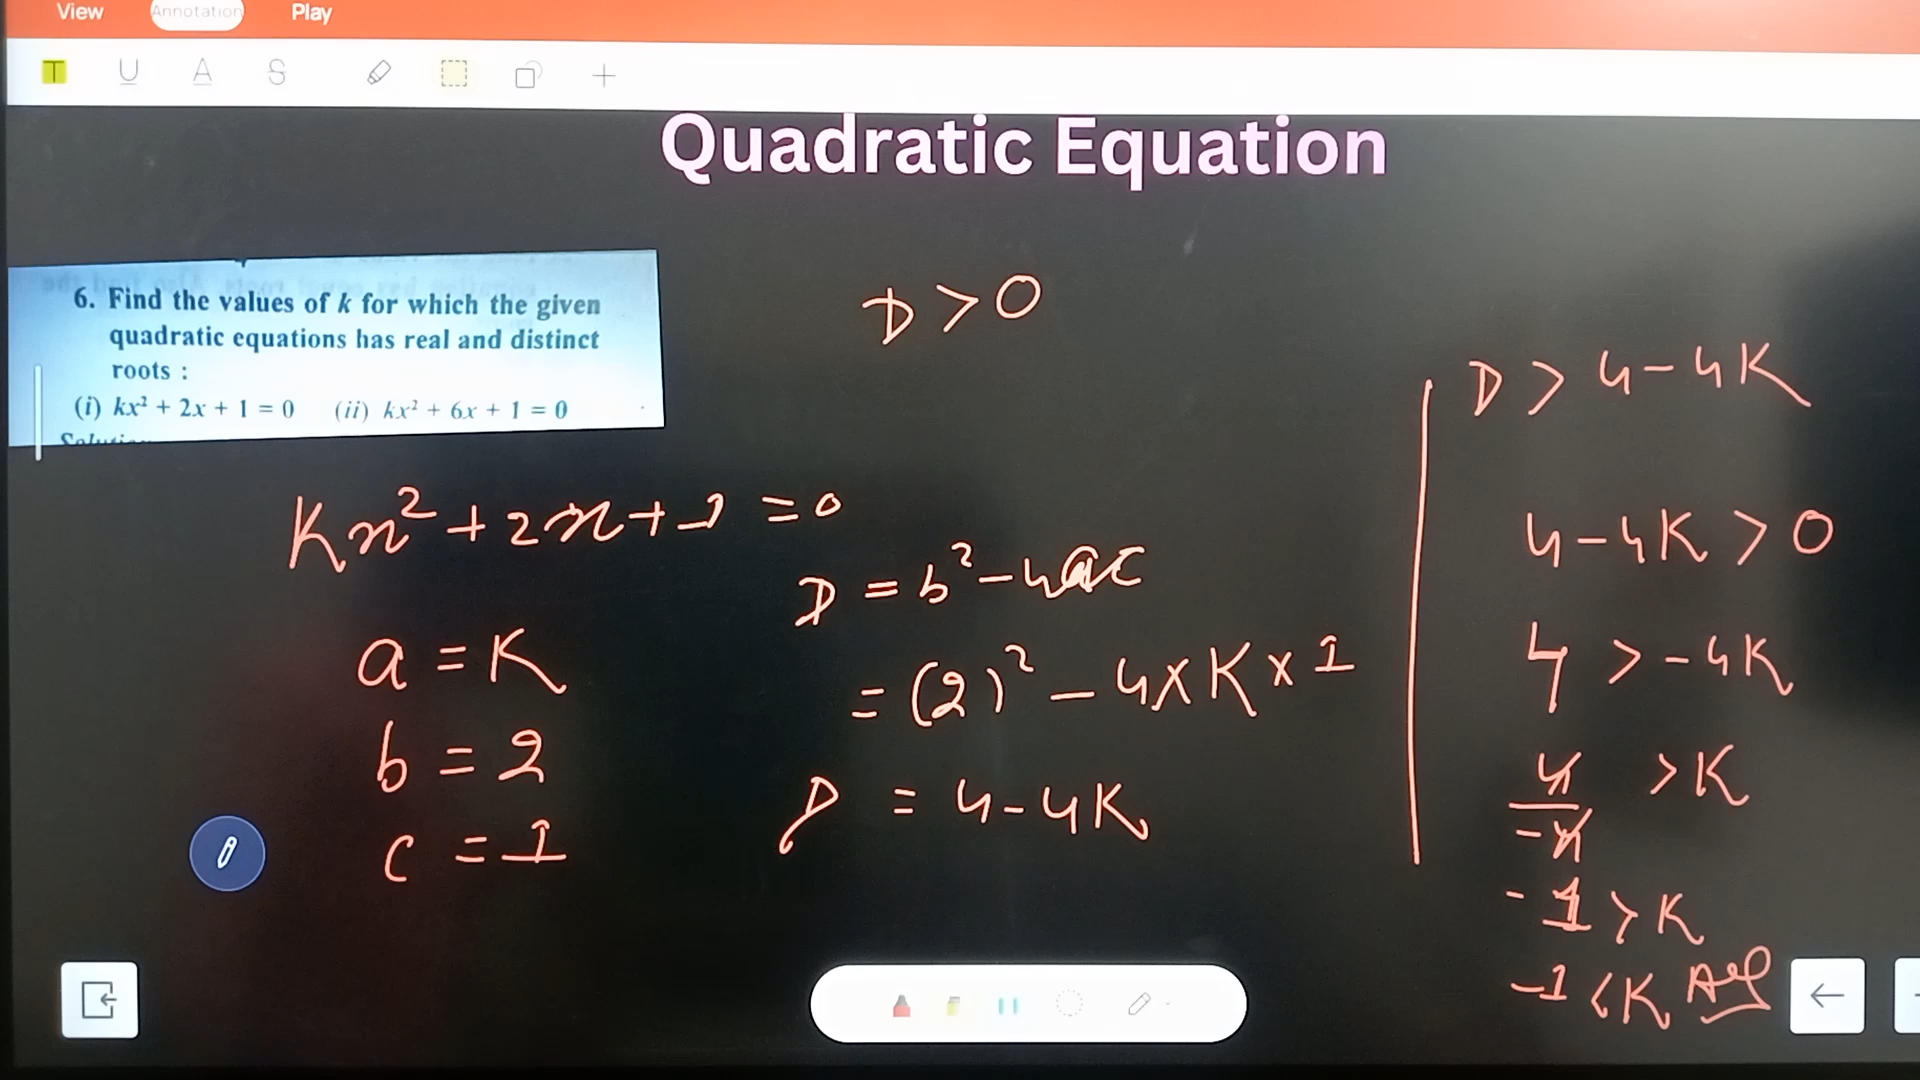 View Annotation Play
T U A S
Quadratic Equation
6. Find the values of k for which the given
quadratic equations has real and distinct
roots :
(i) kx² + 2x + 1 = 0 (ii) kx² + 6x + 1 = 0
D > 0
Kx² + 2x + 1 = 0
a = K
b = 2
c = 1
D = b² - 4ac
= (2)² - 4 × K × 1
D = 4 - 4K
D > 4 - 4K
4 - 4K > 0
4 > -4K
4/-4 > K
-1 > K
-1 < K